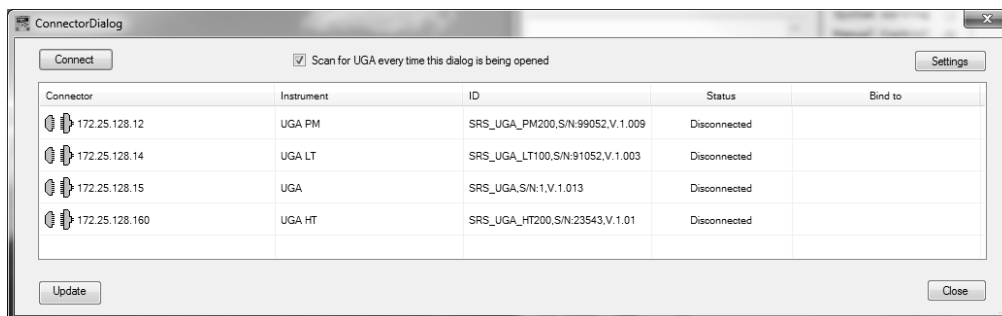 ConnectorDialog
Connect
Scan for UGA every time this dialog is being opened
Settings
Connector Instrument ID Status Bind to
172.25.128.12 UGA PM SRS_UGA_PM200,S/N:99052,V.1.009 Disconnected
172.25.128.14 UGA LT SRS_UGA_LT100,S/N:91052,V.1.003 Disconnected
172.25.128.15 UGA SRS_UGA,S/N:1,V.1.013 Disconnected
172.25.128.160 UGA HT SRS_UGA_HT200,S/N:23543,V.1.01 Disconnected
Update
Close